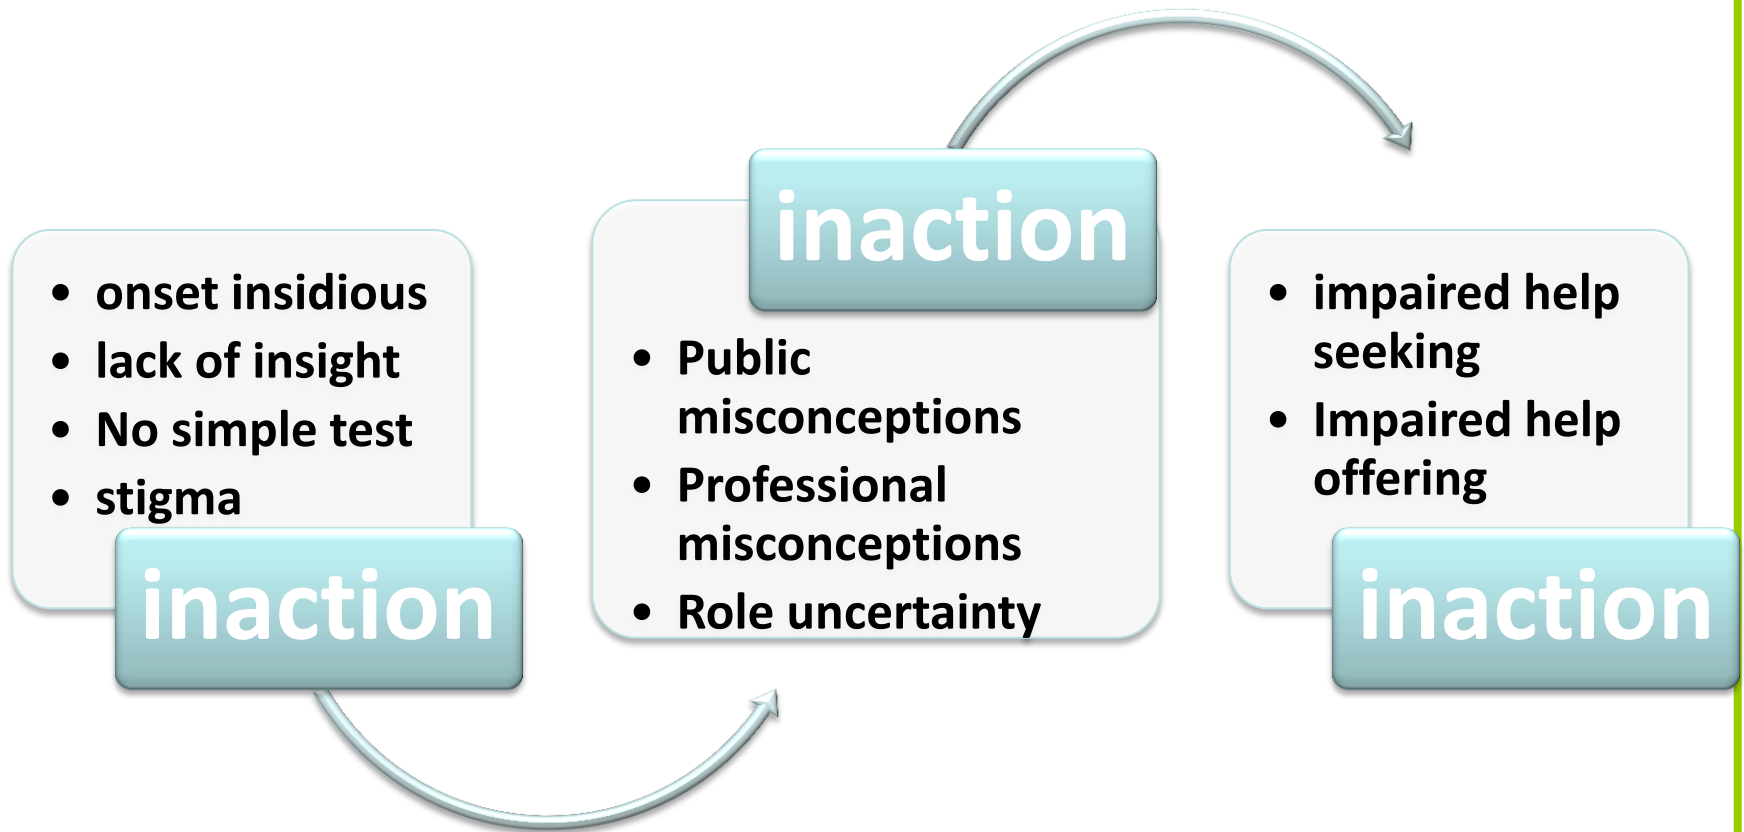 • onset insidious
• lack of insight
• No simple test
• stigma
inaction
inaction
• Public
misconceptions
• Professional
misconceptions
• Role uncertainty
• impaired help
seeking
• Impaired help
offering
inaction